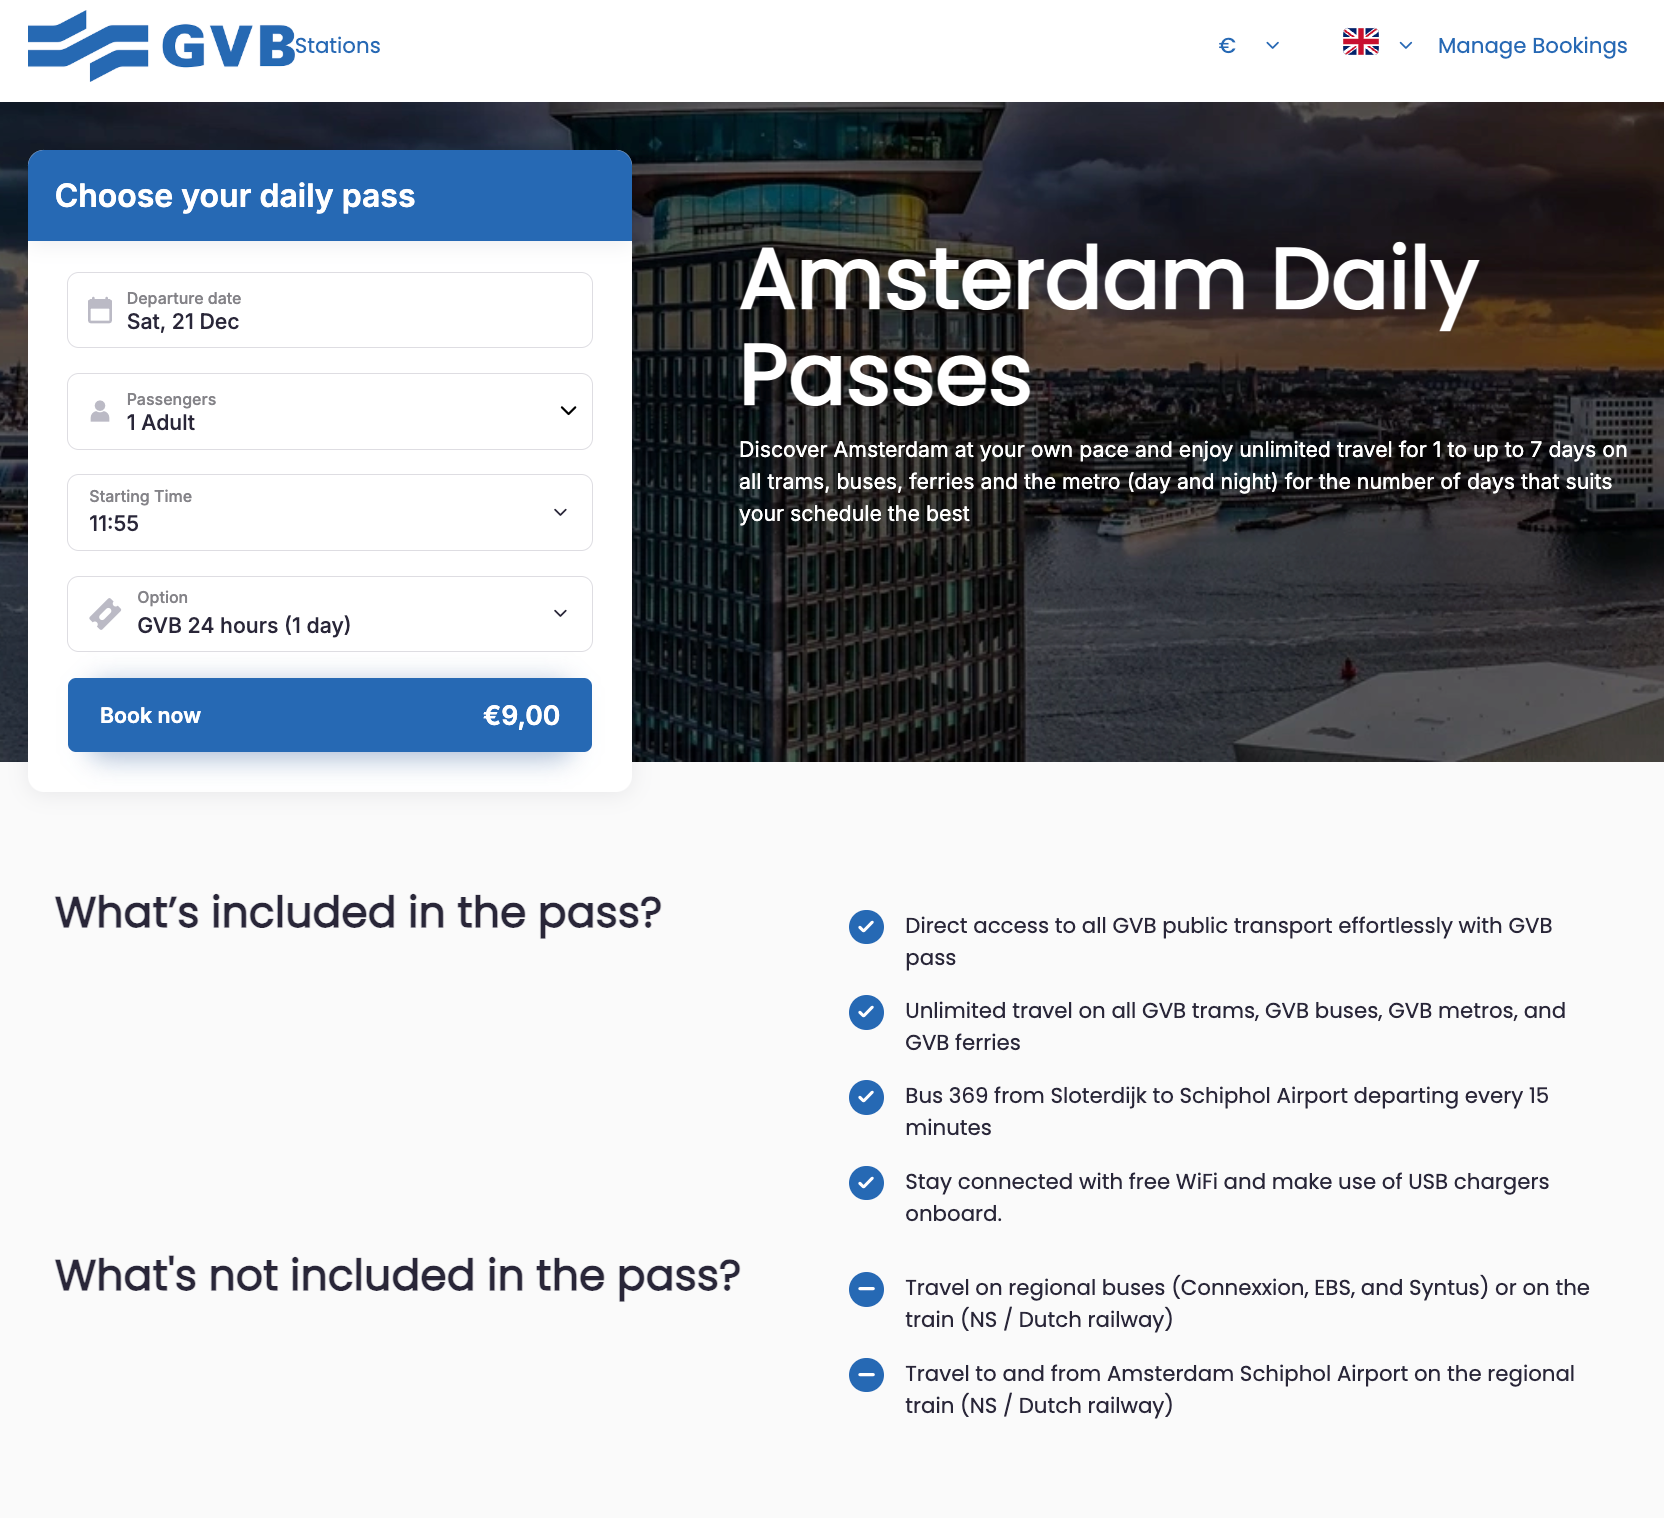 GVB
Stations
€
Manage Bookings
Choose your daily pass
Departure date
Sat, 21 Dec
Passengers
1 Adult
Starting Time
11:55
Option
GVB 24 hours (1 day)
Book now €9,00
Amsterdam Daily
Passes
Discover Amsterdam at your own pace and enjoy unlimited travel for 1 to up to 7 days on
all trams, buses, ferries and the metro (day and night) for the number of days that suits
your schedule the best
What’s included in the pass?
Direct access to all GVB public transport effortlessly with GVB
pass
Unlimited travel on all GVB trams, GVB buses, GVB metros, and
GVB ferries
Bus 369 from Sloterdijk to Schiphol Airport departing every 15
minutes
Stay connected with free WiFi and make use of USB chargers
onboard.
What's not included in the pass?
Travel on regional buses (Connexxion, EBS, and Syntus) or on the
train (NS / Dutch railway)
Travel to and from Amsterdam Schiphol Airport on the regional
train (NS / Dutch railway)